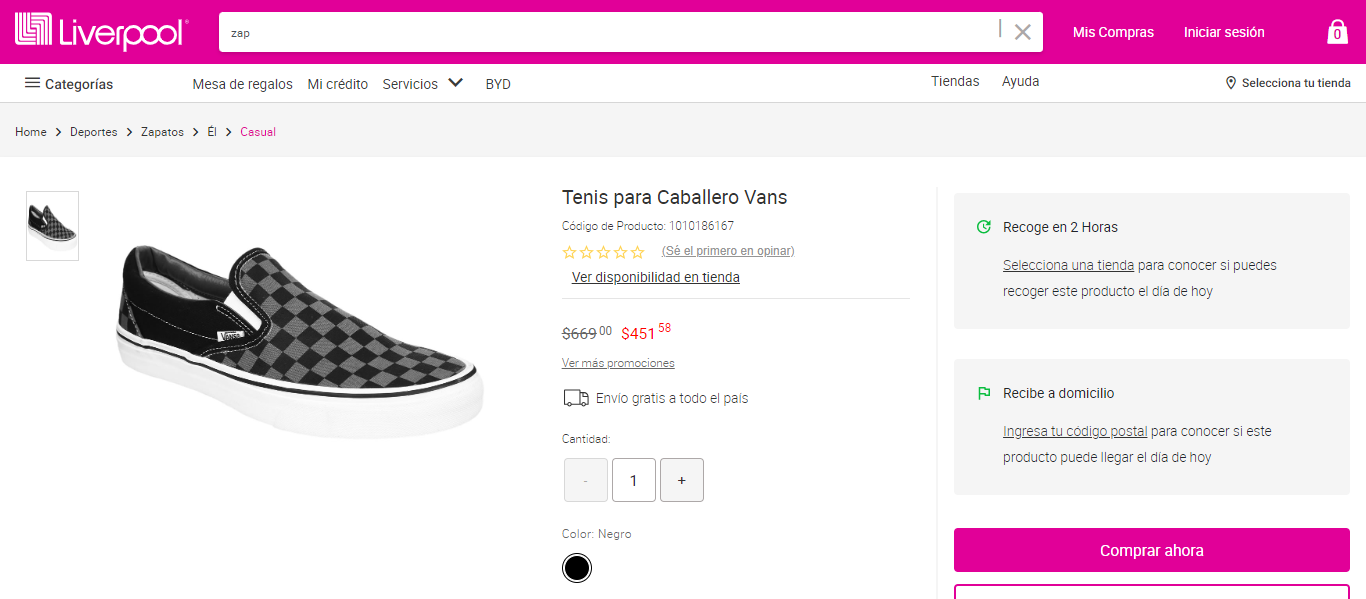 Liverpool
zap
Mis Compras
Iniciar sesión
0
Categorías
Mesa de regalos
Mi crédito
Servicios
BYD
Tiendas
Ayuda
Selecciona tu tienda
Home > Deportes > Zapatos > Él > Casual
VANS
Tenis para Caballero Vans
Código de Producto: 1010186167
(Sé el primero en opinar)
Ver disponibilidad en tienda
$669 00 $451 58
Ver más promociones
Envío gratis a todo el país
Cantidad:
- 1 +
Color: Negro
Recoge en 2 Horas
Selecciona una tienda para conocer si puedes
recoger este producto el día de hoy
Recibe a domicilio
Ingresa tu código postal para conocer si este
producto puede llegar el día de hoy
Comprar ahora